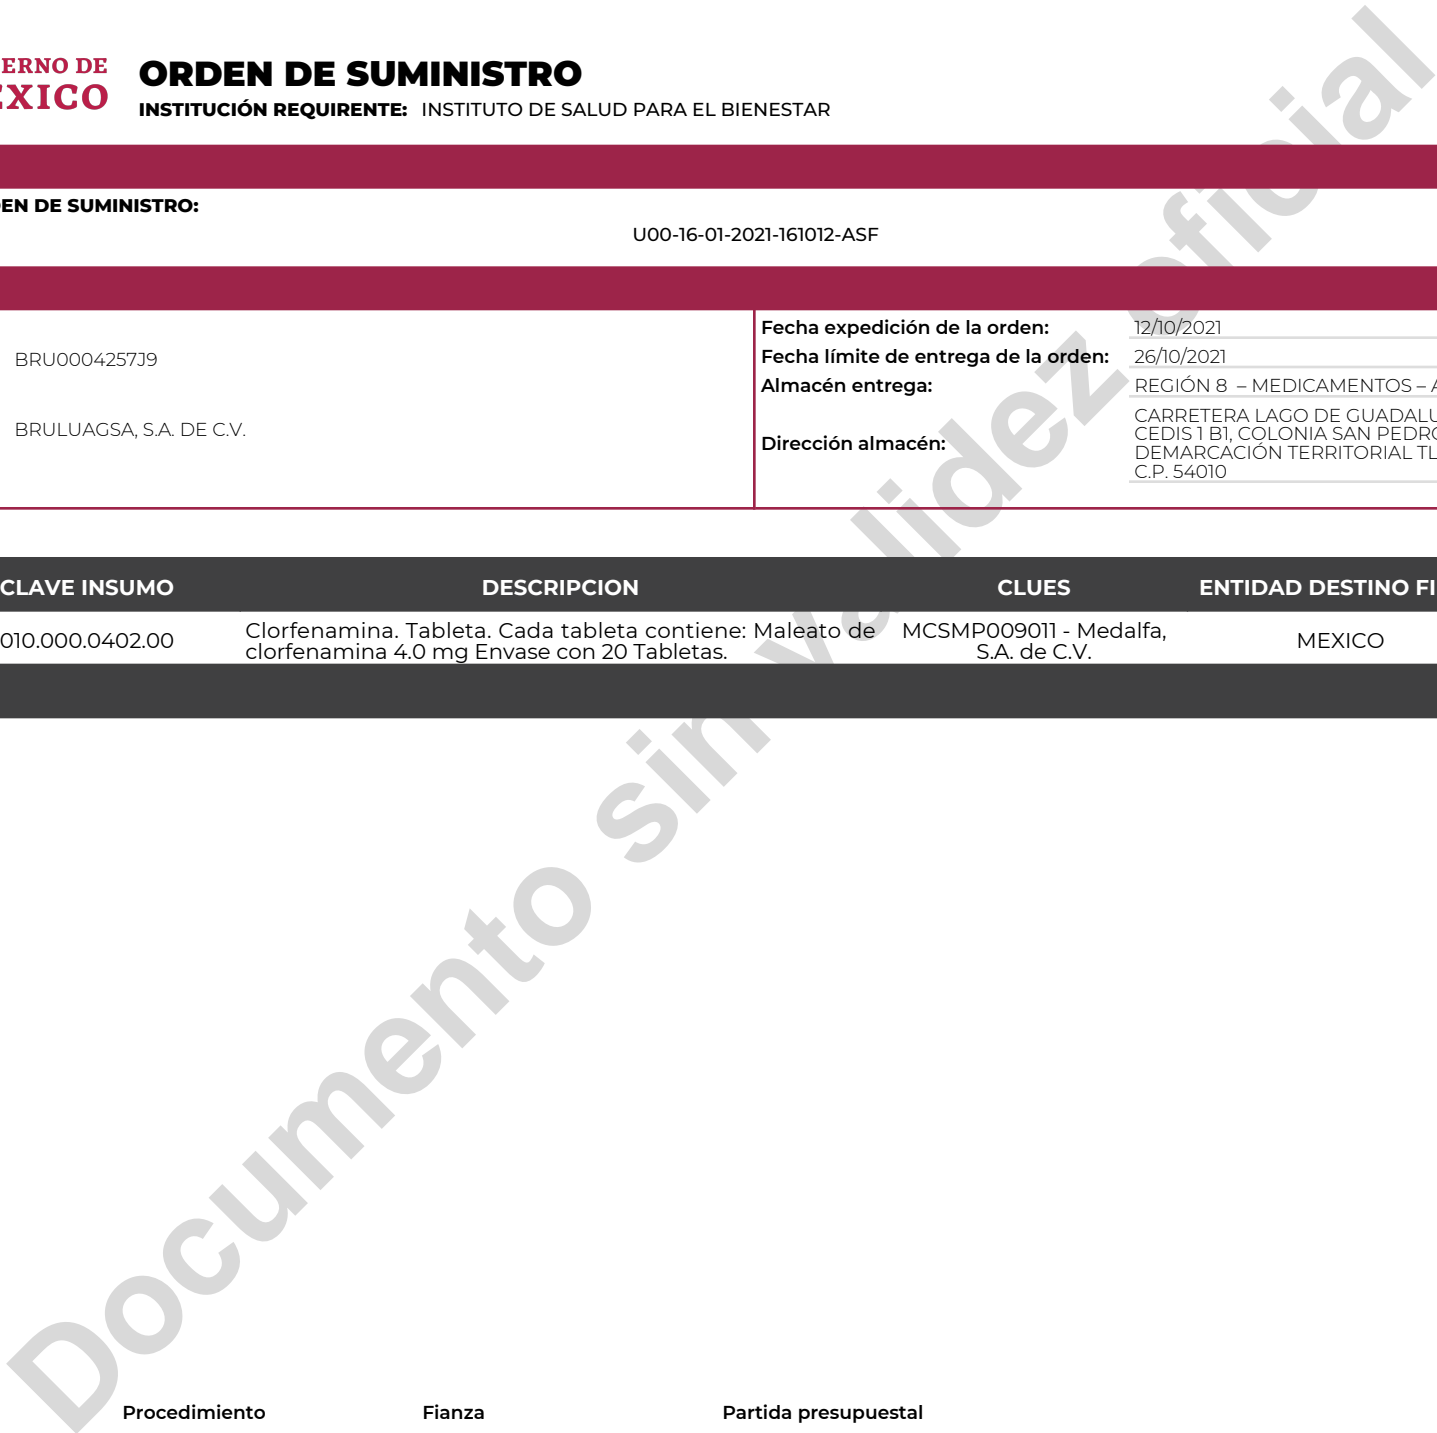 ERNO DE
EXICO
ORDEN DE SUMINISTRO
INSTITUCIÓN REQUIRENTE: INSTITUTO DE SALUD PARA EL BIENESTAR
EN DE SUMINISTRO:
U00-16-01-2021-161012-ASF
BRU0004257J9
BRULUAGSA, S.A. DE C.V.
Fecha expedición de la orden: 12/10/2021
Fecha límite de entrega de la orden: 26/10/2021
Almacén entrega: REGIÓN 8 – MEDICAMENTOS – A
Dirección almacén:
CARRETERA LAGO DE GUADALU
CEDIS 1 B1, COLONIA SAN PEDRO
DEMARCACIÓN TERRITORIAL TL
C.P. 54010
CLAVE INSUMO DESCRIPCION CLUES ENTIDAD DESTINO FI
010.000.0402.00
Clorfenamina. Tableta. Cada tableta contiene: Maleato de
clorfenamina 4.0 mg Envase con 20 Tabletas.
MCSMP009011 - Medalfa,
S.A. de C.V.
MEXICO
Documento sin validez oficial
Procedimiento Fianza Partida presupuestal